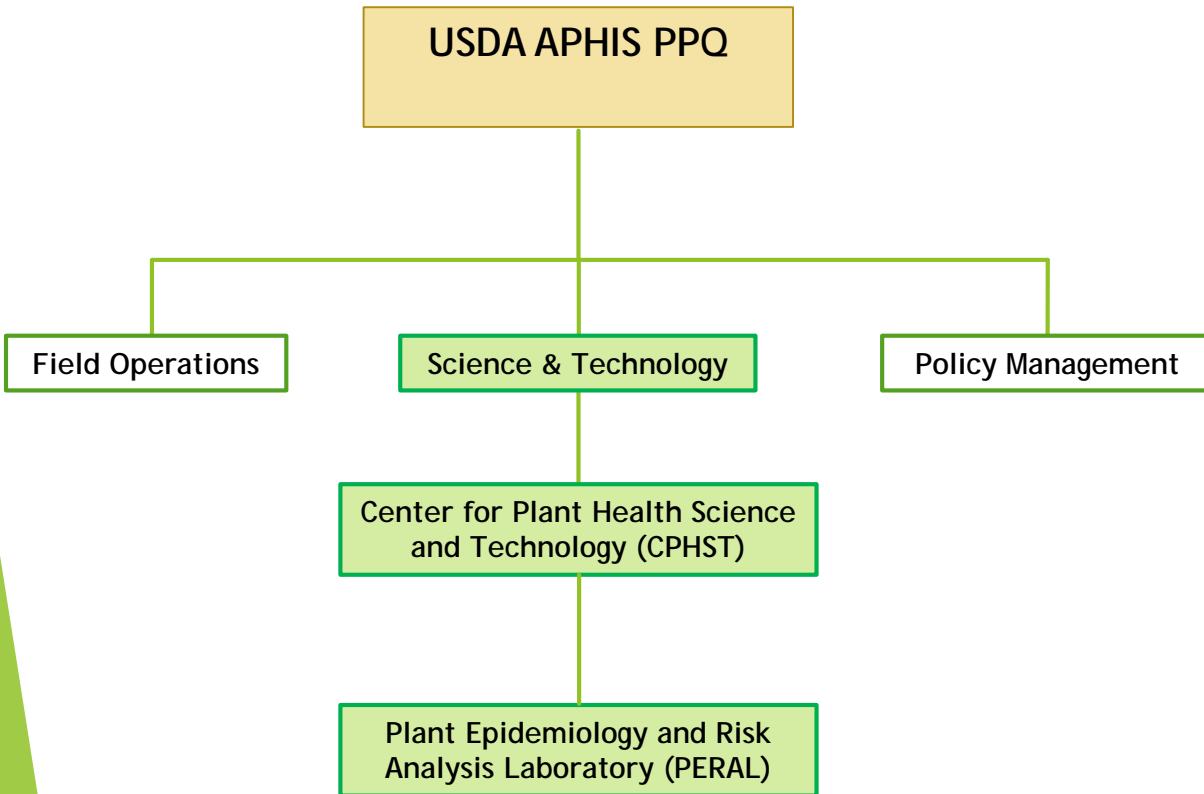 USDA APHIS PPQ
Field Operations
Science & Technology
Policy Management
Center for Plant Health Science
and Technology (CPHST)
Plant Epidemiology and Risk
Analysis Laboratory (PERAL)